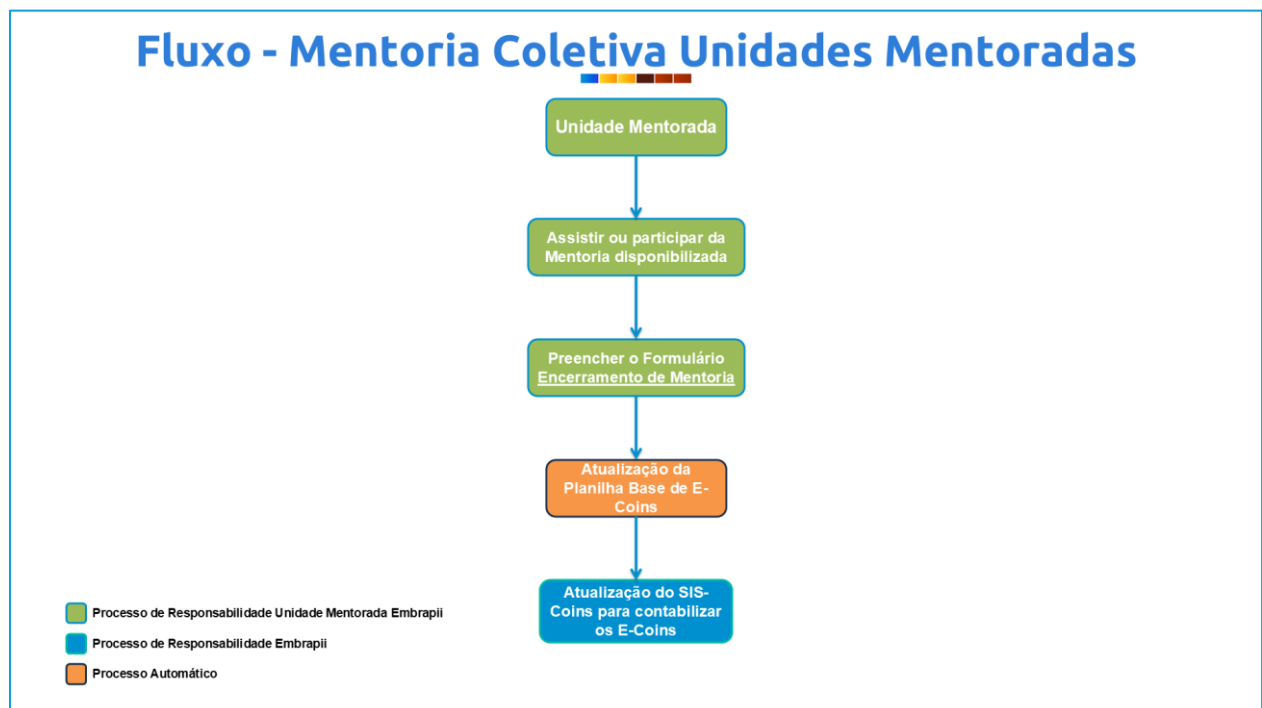 Fluxo - Mentoria Coletiva Unidades Mentoradas
Unidade Mentorada
Assistir ou participar da
Mentoria disponibilizada
Preencher o Formulário
Encerramento de Mentoria
Atualização da
Planilha Base de E-
Coins
Atualização do SIS-
Coins para contabilizar
os E-Coins
Processo de Responsabilidade Unidade Mentorada Embrapii
Processo de Responsabilidade Embrapii
Processo Automático